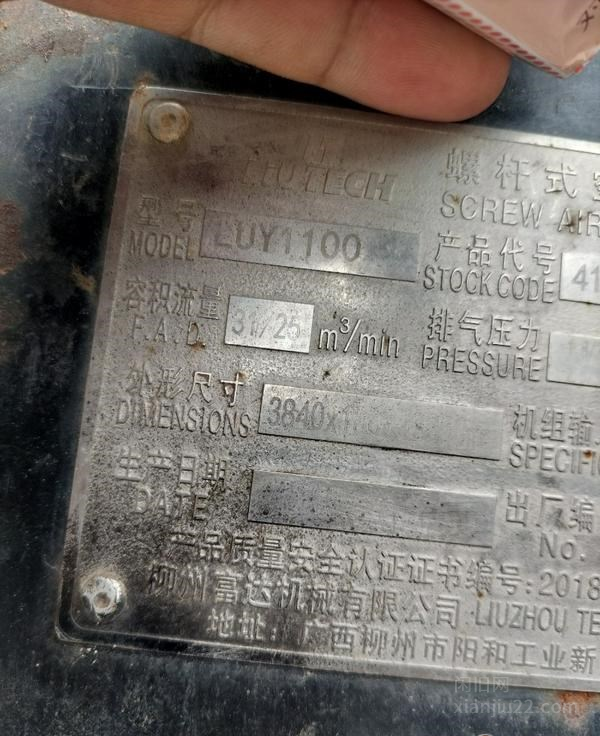 LIUTECH
螺杆式
SCREW AIR
型号 LUY1100
MODEL
产品代号 41
STOCK CODE
容积流量 31/25 m³/min
F.A.D.
排气压力
PRESSURE
外形尺寸 3840x1
DIMENSIONS
机组输
SPECIFIC
生产日期
DATE
出厂编
No.
产品质量安全认证证书编号:2018
柳州富达机械有限公司 LIUZHOU TE
地址: 广西柳州市阳和工业新
闲旧网
xianjiu22.com